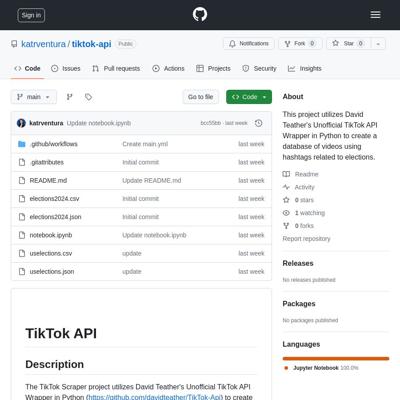 Sign in
katrventura / tiktok-api Public
Notifications Fork 0 Star 0
Code Issues Pull requests Actions Projects Security Insights
main Go to file Code
katrventura Update notebook.ipynb bcc55bb · last week
.github/workflows Create main.yml last week
.gitattributes Initial commit last week
README.md Update README.md last week
elections2024.csv Initial commit last week
elections2024.json Initial commit last week
notebook.ipynb Update notebook.ipynb last week
uselections.csv update last week
uselections.json update last week
TikTok API
Description
The TikTok Scraper project utilizes David Teather's Unofficial TikTok API
Wrapper in Python (https://github.com/davidteather/TikTok-Api) to create
About
This project utilizes David
Teather's Unofficial TikTok API
Wrapper in Python to create a
database of videos using
hashtags related to elections.
Readme
Activity
0 stars
1 watching
0 forks
Report repository
Releases
No releases published
Packages
No packages published
Languages
Jupyter Notebook 100.0%